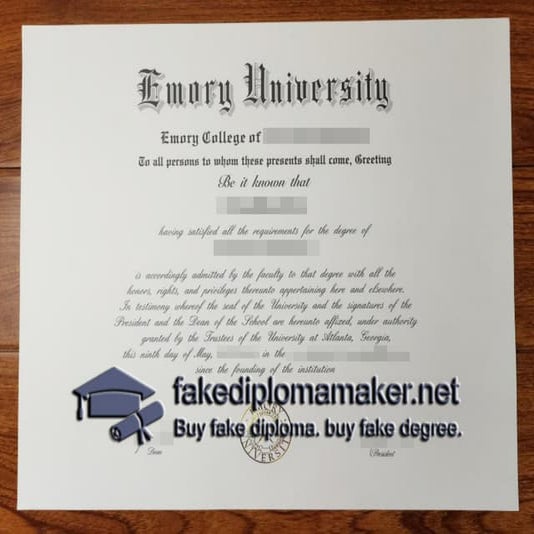 Emory University
Emory College of
To all persons to whom these presents shall come, Greeting
Be it known that
having satisfied all the requirements for the degree of
is accordingly admitted by the faculty to that degree with all the
honors, rights, and privileges thereunto appertaining here and elsewhere.
In testimony whereof the seal of the University and the signatures of the
President and the Dean of the School are hereunto affixed, under authority
granted by the Trustees of the University at Atlanta, Georgia,
this ninth day of May, in the
since the founding of the institution
fakediplomamaker.net
Buy fake diploma. buy fake degree.
EMORY
UNIVERSITY
Dean
President